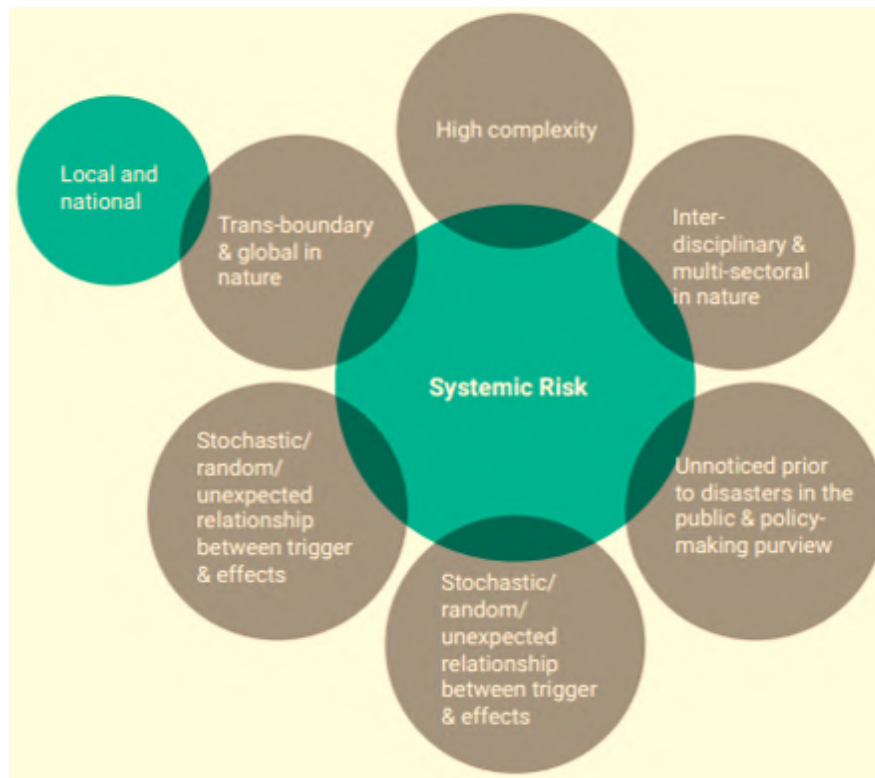 High complexity
Local and
national
Trans-boundary
& global in
nature
Inter-
disciplinary &
multi-sectoral
in nature
Systemic Risk
Stochastic/
random/
unexpected
relationship
between trigger
& effects
Unnoticed prior
to disasters in the
public & policy-
making purview
Stochastic/
random/
unexpected
relationship
between trigger
& effects